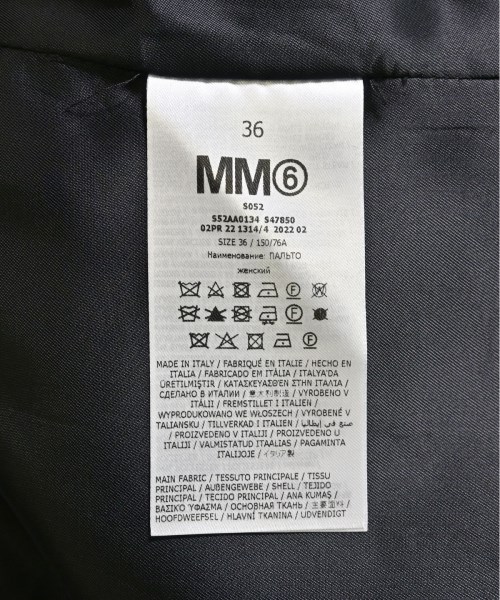 36
MM⑥
S052
S52AA0134 S47850
02PR 22 1314/4 2022 02
SIZE 36 / 150/76A
Наименование: ПАЛЬТО
женский
MADE IN ITALY / FABRIQUÉ EN ITALIE / HECHO EN
ITALIA / FABRICADO EM ITÁLIA / ITALYA'DA
ÜRETILMIŞTIR / ΚΑΤΑΣΚΕΥΑΣΘΕΝ ΣΤΗΝ ΙΤΑΛΙΑ /
СДЕЛАНО В ИТАЛИИ / 意大利制造 / VYROBENO V
ITÁLII / FREMSTILLET I ITALIEN /
WYPRODUKOWANO WE WŁOSZECH / VYROBENÉ V
TALIANSKU / TILLVERKAD I ITALIEN / صنع في إيطاليا
/ PROIZVEDENO V ITALIJI / PROIZVEDENO U
ITALIJI / VALMISTATUD ITAALIAS / PAGAMINTA
ITALIJOJE / イタリア製
MAIN FABRIC / TESSUTO PRINCIPALE / TISSU
PRINCIPAL / AUßENGEWEBE / SHELL / TEJIDO
PRINCIPAL / TECIDO PRINCIPAL / ANA KUMAŞ /
ΒΑΣΙΚΌ ΎΦΑΣΜΑ / ОСНОВНАЯ ТКАНЬ / 主要面料 /
HOOFDWEEFSEL / HLAVNÍ TKANINA / UDVENDIGT